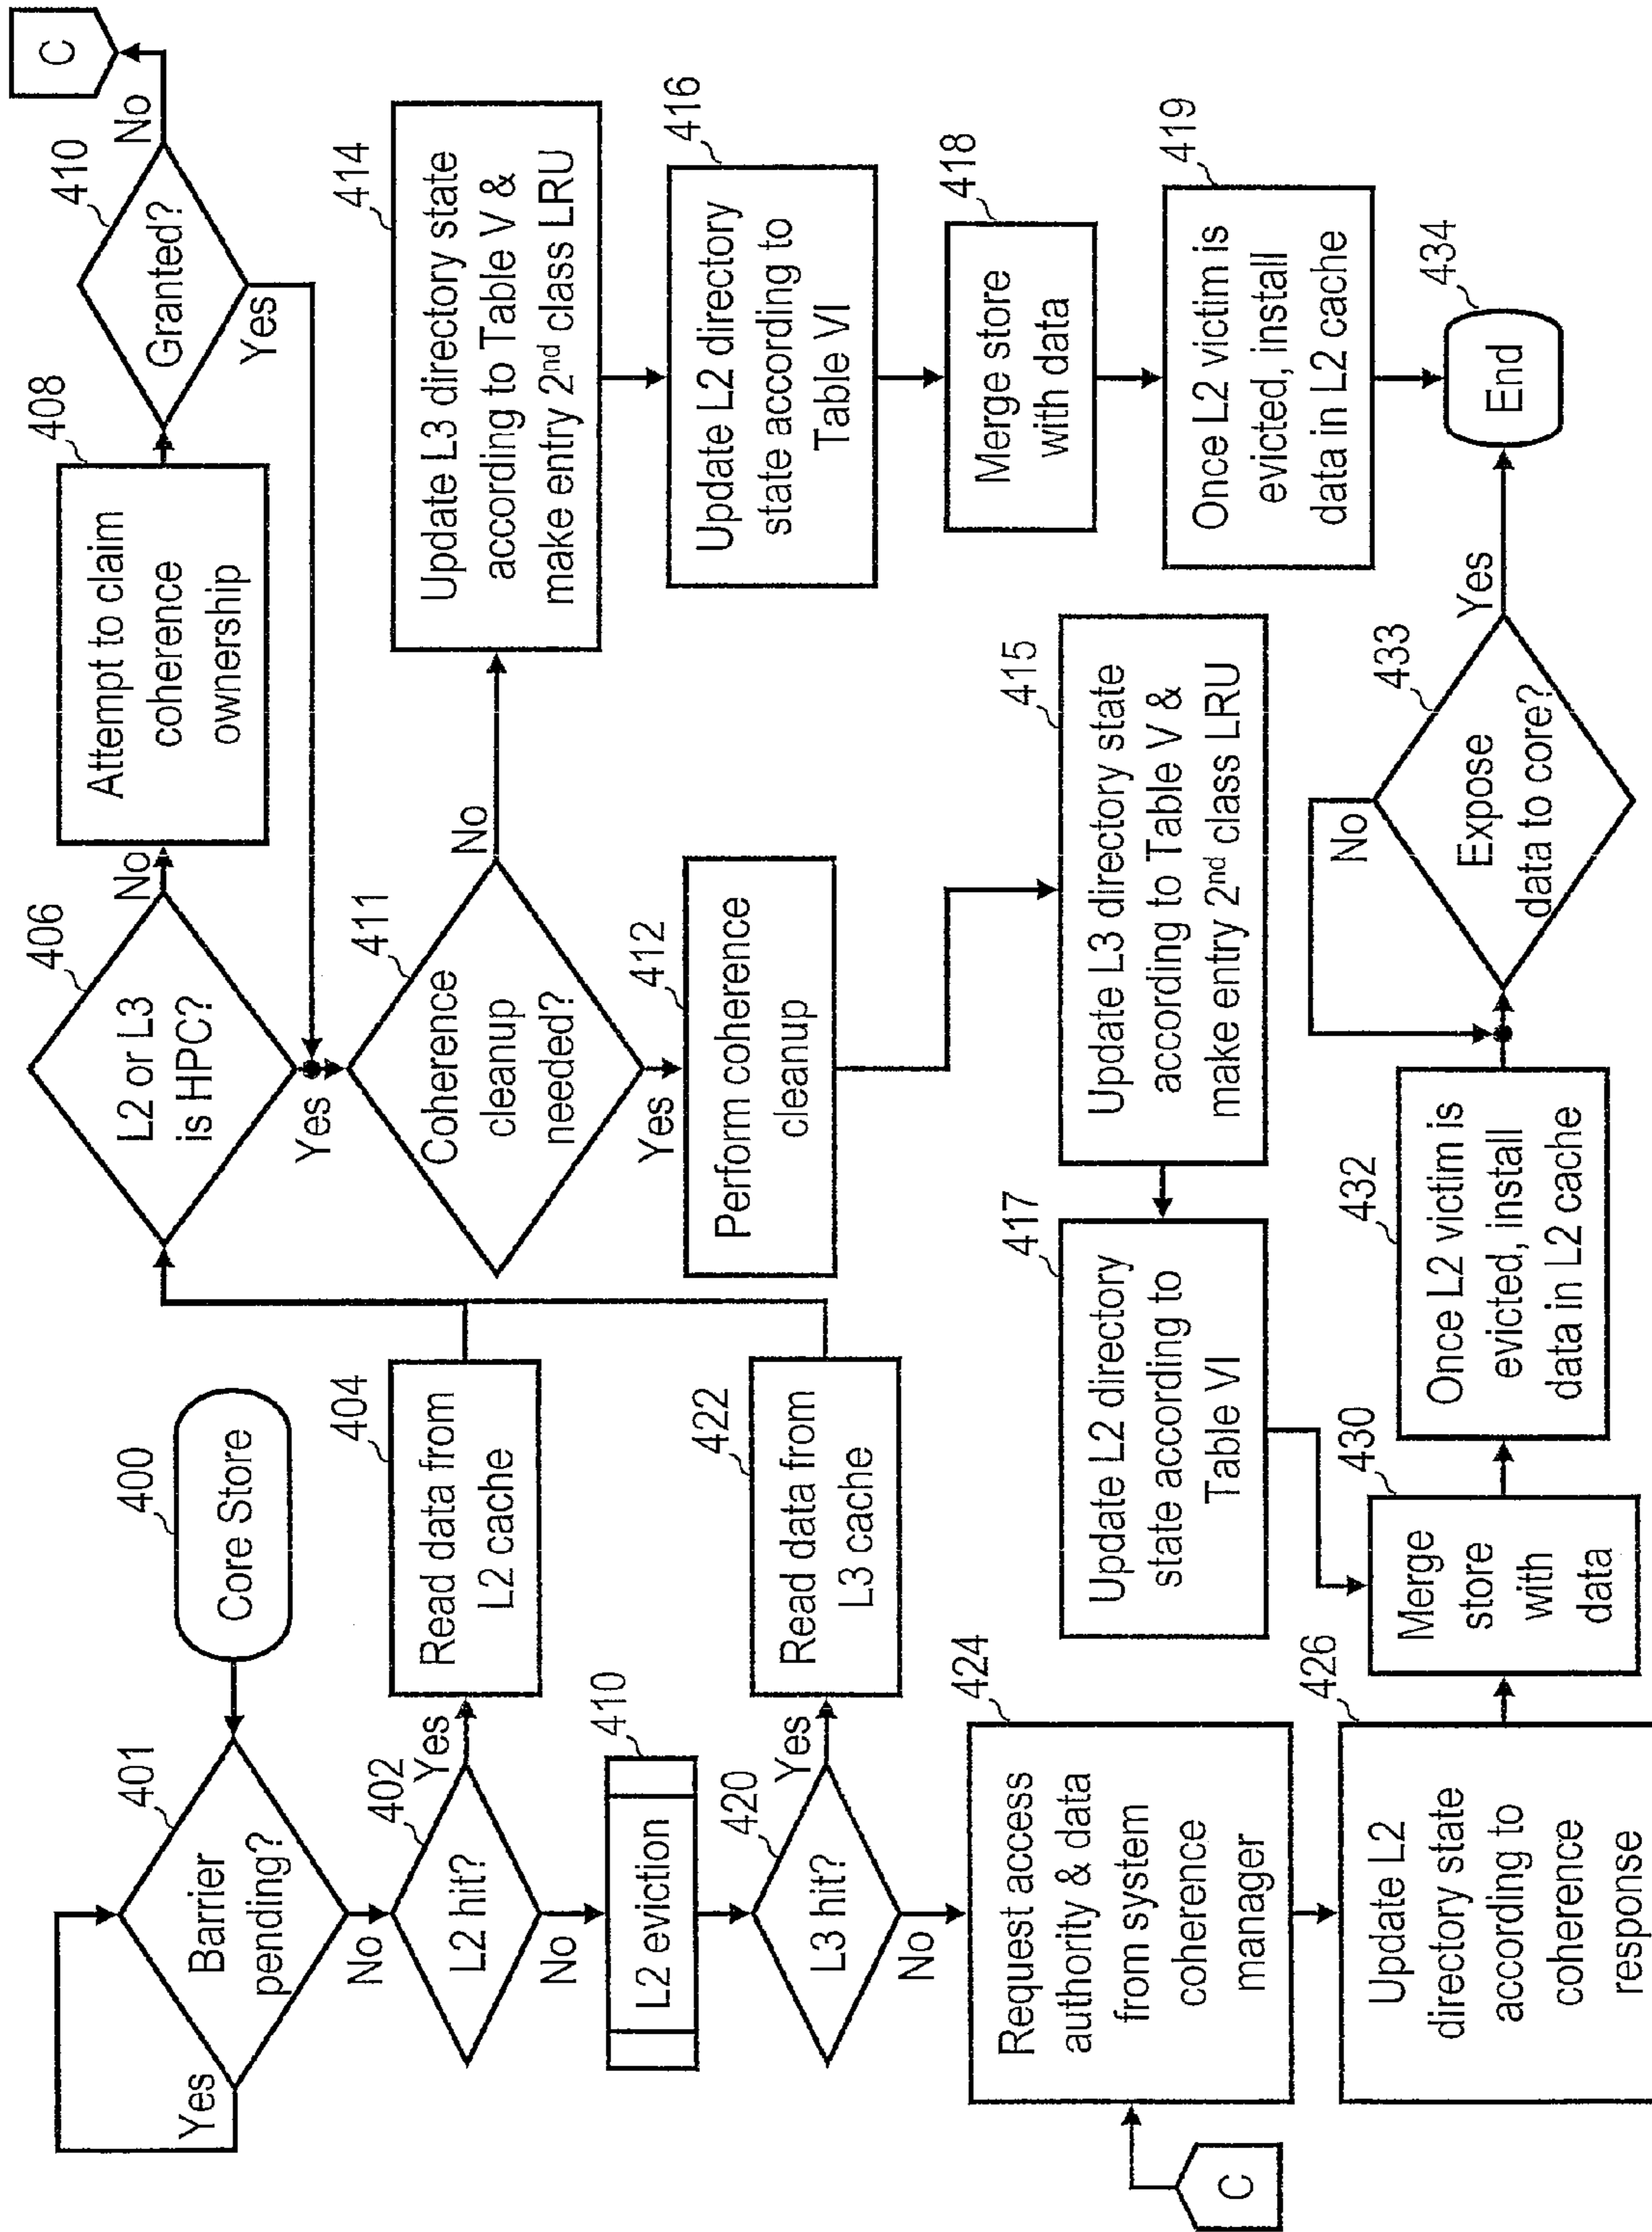 400
Core Store
401
Barrier
pending?
Yes
No
402
L2 hit?
Yes
No
404
Read data from
L2 cache
406
L2 or L3
is HPC?
No
Yes
408
Attempt to claim
coherence
ownership
410
Granted?
No
Yes
C
411
Coherence
cleanup
needed?
No
Yes
412
Perform coherence
cleanup
414
Update L3 directory state
according to Table V &
make entry 2nd class LRU
416
Update L2 directory
state according to
Table VI
418
Merge store
with data
419
Once L2 victim is
evicted, install
data in L2 cache
410
L2 eviction
420
L3 hit?
Yes
No
422
Read data from
L3 cache
415
Update L3 directory state
according to Table V &
make entry 2nd class LRU
417
Update L2 directory
state according to
Table VI
C
424
Request access
authority & data
from system
coherence
manager
426
Update L2
directory state
according to
coherence
response
430
Merge
store
with
data
432
Once L2 victim is
evicted, install
data in L2 cache
433
Expose
data to core?
No
Yes
434
End